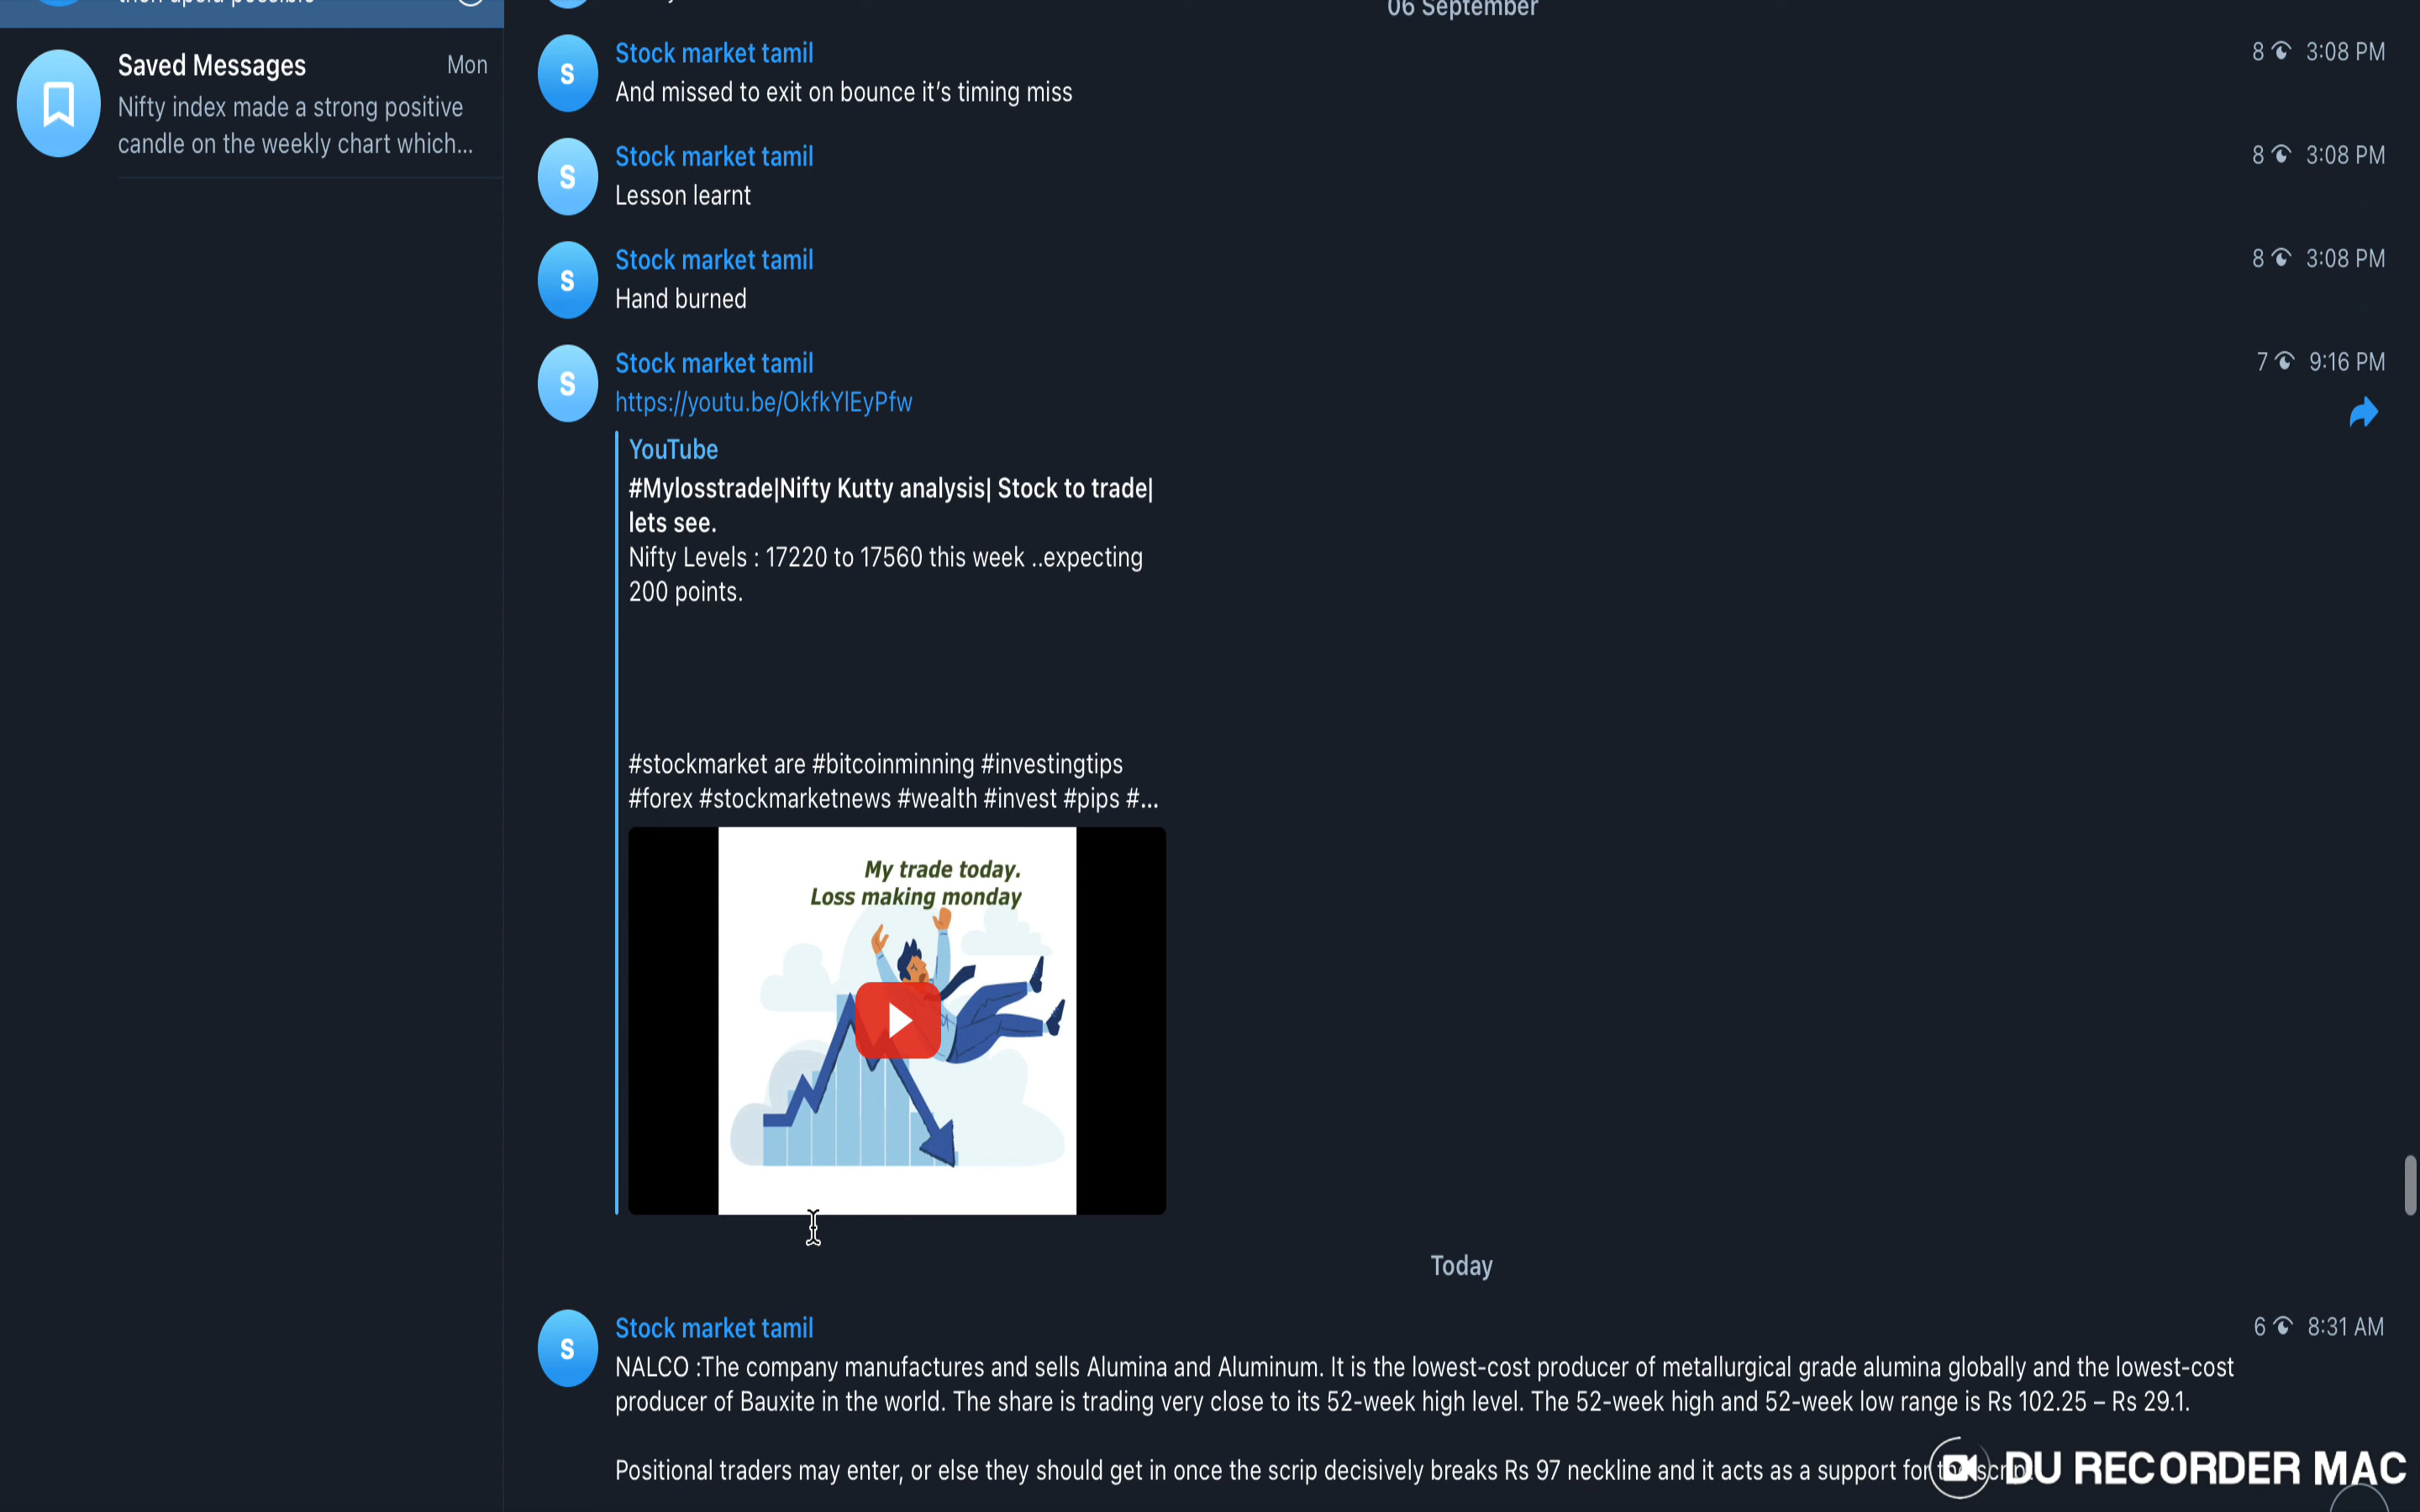 Saved Messages
Mon
Nifty index made a strong positive
candle on the weekly chart which...
06 September
Stock market tamil
8 3:08 PM
And missed to exit on bounce it’s timing miss
Stock market tamil
8 3:08 PM
Lesson learnt
Stock market tamil
8 3:08 PM
Hand burned
Stock market tamil
7 9:16 PM
https://youtu.be/OkfkYlEyPfw
YouTube
#Mylosstrade|Nifty Kutty analysis| Stock to trade|
lets see.
Nifty Levels : 17220 to 17560 this week ..expecting
200 points.
#stockmarket are #bitcoinminning #investingtips
#forex #stockmarketnews #wealth #invest #pips #...
My trade today.
Loss making monday
Today
Stock market tamil
6 8:31 AM
NALCO :The company manufactures and sells Alumina and Aluminum. It is the lowest-cost producer of metallurgical grade alumina globally and the lowest-cost
producer of Bauxite in the world. The share is trading very close to its 52-week high level. The 52-week high and 52-week low range is Rs 102.25 – Rs 29.1.
Positional traders may enter, or else they should get in once the scrip decisively breaks Rs 97 neckline and it acts as a support for
DU RECORDER MAC